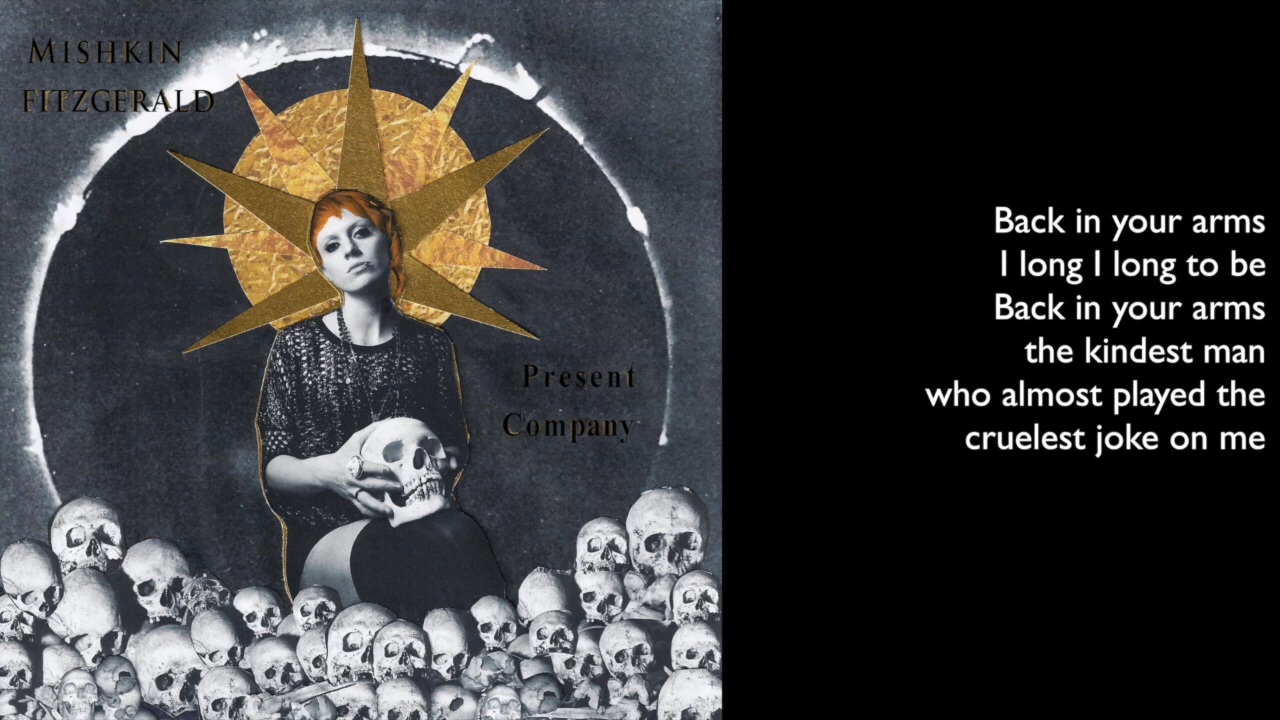 MISHKIN
FITZGERALD
Present
Company
Back in your arms
I long I long to be
Back in your arms
the kindest man
who almost played the
cruelest joke on me